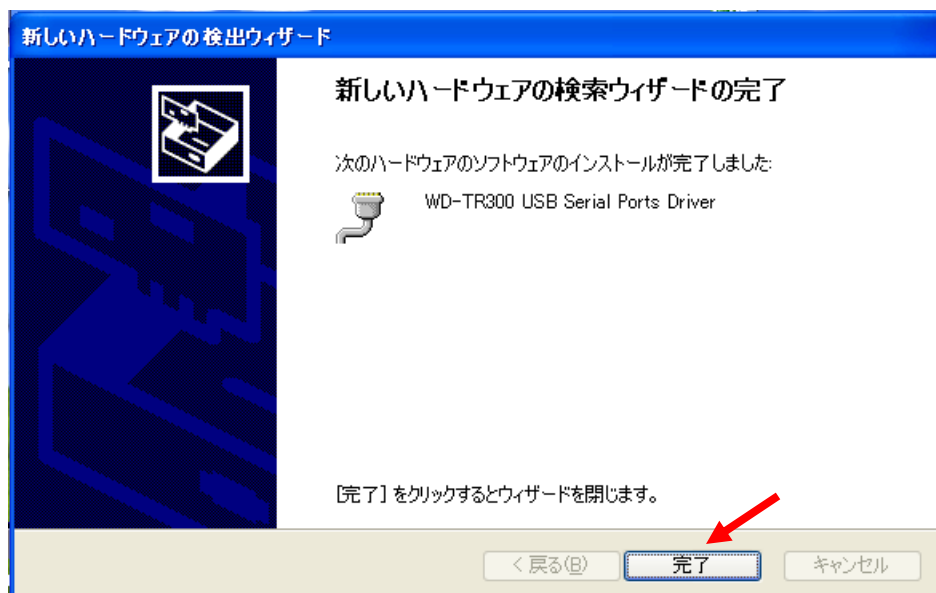 新しいハードウェアの検出ウィザード
新しいハードウェアの検索ウィザードの完了
次のハードウェアのソフトウェアのインストールが完了しました:
WD-TR300 USB Serial Ports Driver
[完了] をクリックするとウィザードを閉じます。
< 戻る(B) 完了 キャンセル